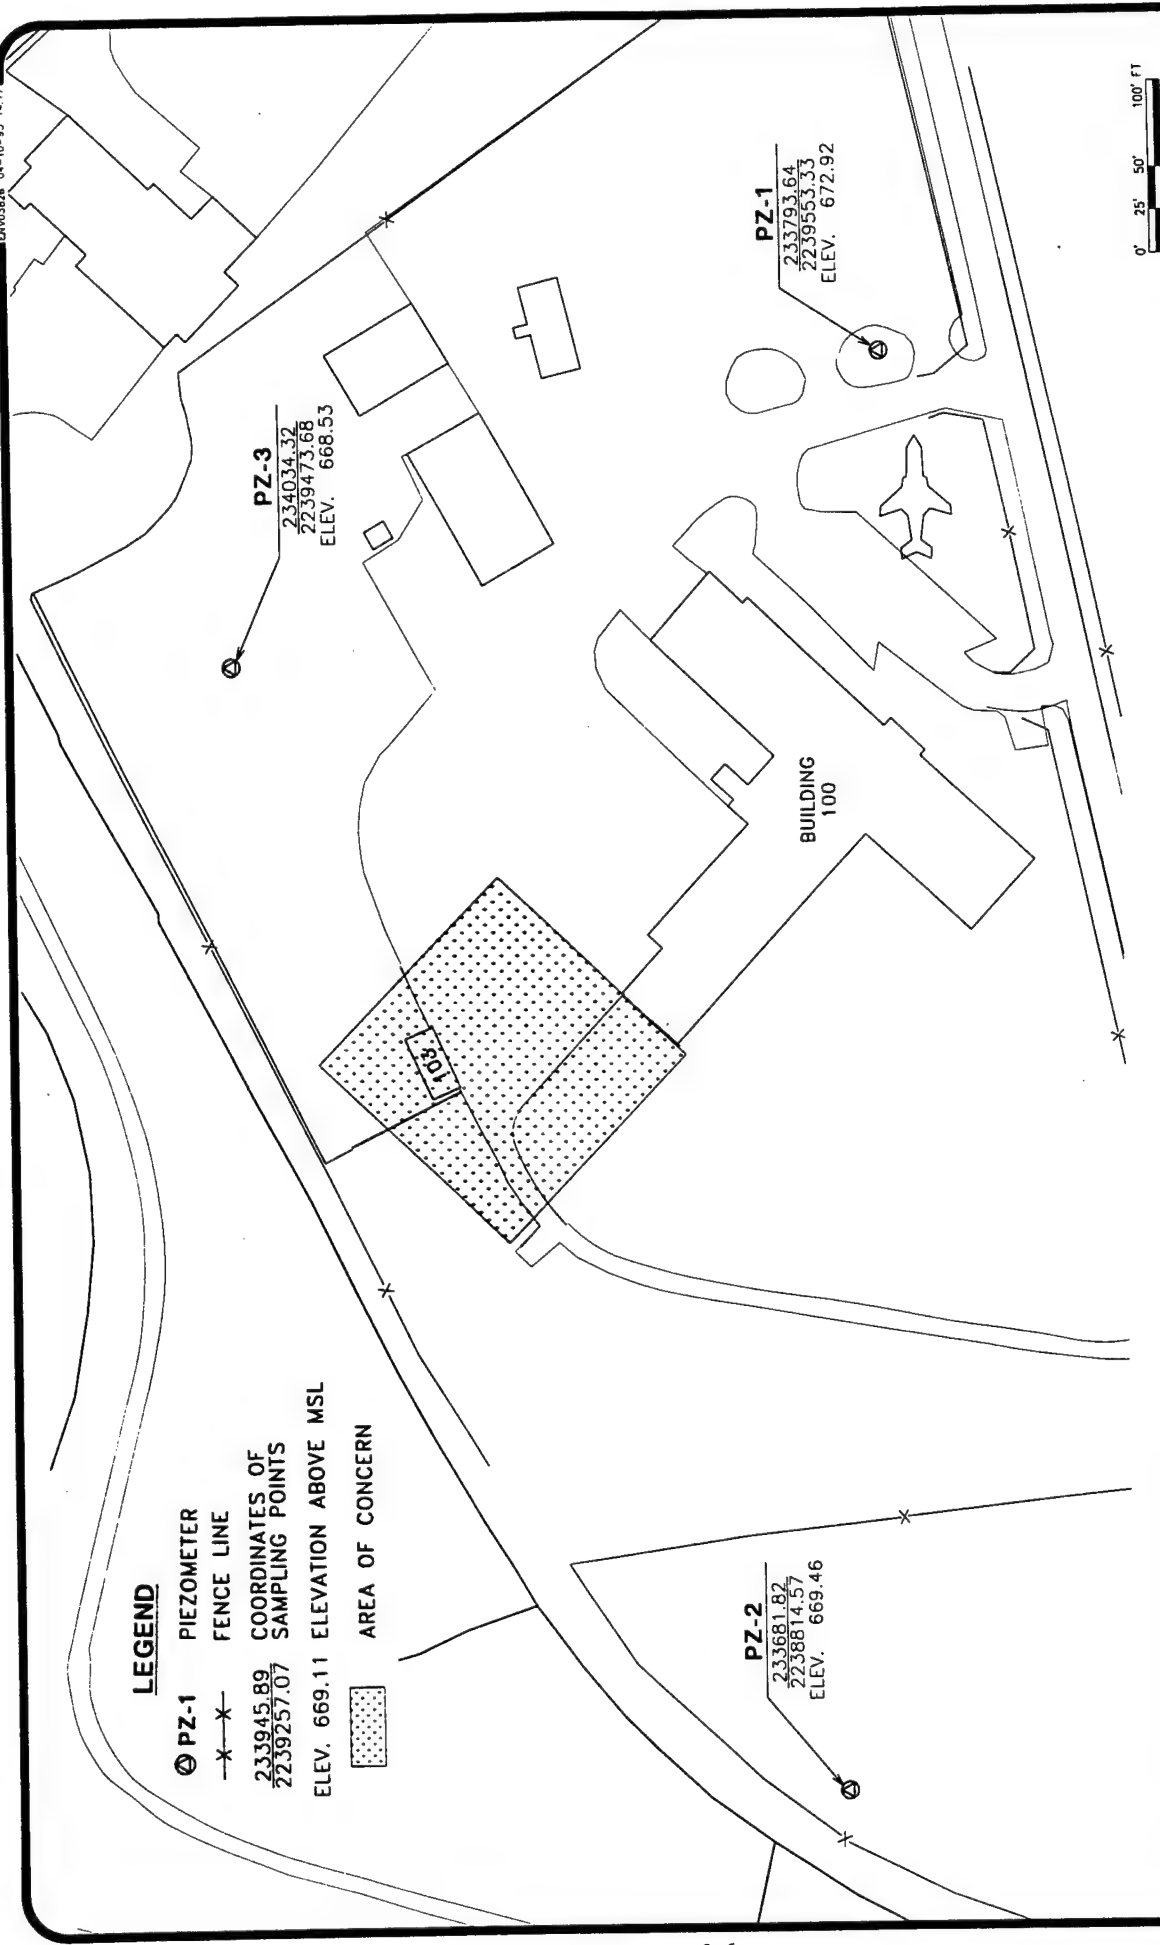 LEGEND
PZ-1 PIEZOMETER
FENCE LINE
233945.89 COORDINATES OF
2239257.07 SAMPLING POINTS
ELEV. 669.11 ELEVATION ABOVE MSL
AREA OF CONCERN
PZ-3
234034.32
2239473.68
ELEV. 668.53
PZ-1
233793.64
2239553.33
ELEV. 672.92
PZ-2
233681.82
2238814.57
ELEV. 669.46
103
BUILDING
100
0' 25' 50' 100' FT